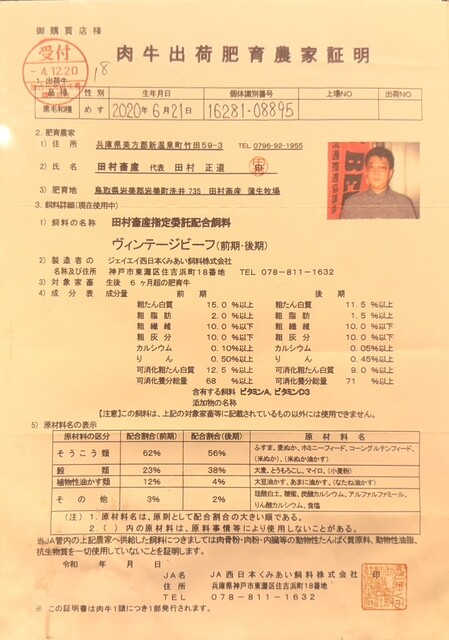 御購買店様
肉牛出荷肥育農家証明
受付
-4.12.20
18
1. 出荷牛
品種 性別 生年月日 個体識別番号 上場NO 出荷NO
黒毛和種 めす 2020年6月21日 16281-08895
2. 肥育農家
1) 住 所 兵庫県美方郡新温泉町竹田59-3 TEL 0796-92-1955
2) 氏 名 田村畜産 代表 田村 正道 印
3) 肥育地 鳥取県岩美郡岩美町洗井735 田村畜産 蒲生牧場
3. 飼料詳細(現在使用中)
1) 飼料の名称 田村畜産指定委託配合飼料
ヴィンテージビーフ(前期・後期)
2) 製造者の ジェイエイ西日本くみあい飼料株式会社
名称及び住所 神戸市東灘区住吉浜町18番地 TEL 078-811-1632
3) 対象家畜 生後 6ヶ月超の肥育牛
4) 成分表 成分量 前 期 後 期
粗たん白質 15.0 %以上 粗たん白質 11.5 %以上
粗脂肪 2.0 %以上 粗脂肪 1.5 %以上
粗繊維 10.0 %以下 粗繊維 10.0 %以下
粗灰分 10.0 %以下 粗灰分 10.0 %以下
カルシウム 0.10%以上 カルシウム 0.05%以上
りん 0.50%以上 りん 0.45%以上
可消化粗たん白質 12.5 %以上 可消化粗たん白質 9.0 %以上
可消化養分総量 68 %以上 可消化養分総量 71 %以上
含有する飼料 ビタミンA, ビタミンD3
添加物の名称
【注意】この飼料は、上記の対象家畜等に記載されているもの以外には使用できません。
5) 原材料名の表示
原材料の区分 配合割合(前期) 配合割合(後期) 原材料名
そうこう類 62% 56% ふすま、麦ぬか、ホミニーフィード、コーングルテンフィード、
(米ぬか)、(米ぬか油かす)
穀類 23% 38% 大麦、とうもろこし、マイロ、(小麦粉)
植物性油かす類 12% 4% 大豆油かす、あまに油かす、(なたね油かす)
その他 3% 2% 珪酸白土、糖蜜、炭酸カルシウム、アルファルファミール、
りん酸カルシウム、食塩
(注) 1. 原材料名は、原則として配合割合の大きい順である。
2. ( )内の原材料は、原料事情等により使用しないことがある。
当JA管内の上記農家へ供給した飼料につきましては肉骨粉・肉粉・内臓等の動物性たんぱく質原料、動物性油脂、
抗生物質を一切使用していないことを証明します。
令和 年 月 日
JA名 JA西日本くみあい飼料株式会社 印
住所 兵庫県神戸市東灘区住吉浜町18番地
TEL 078-811-1632
※ この証明書は肉牛1頭につき1部発行されます。